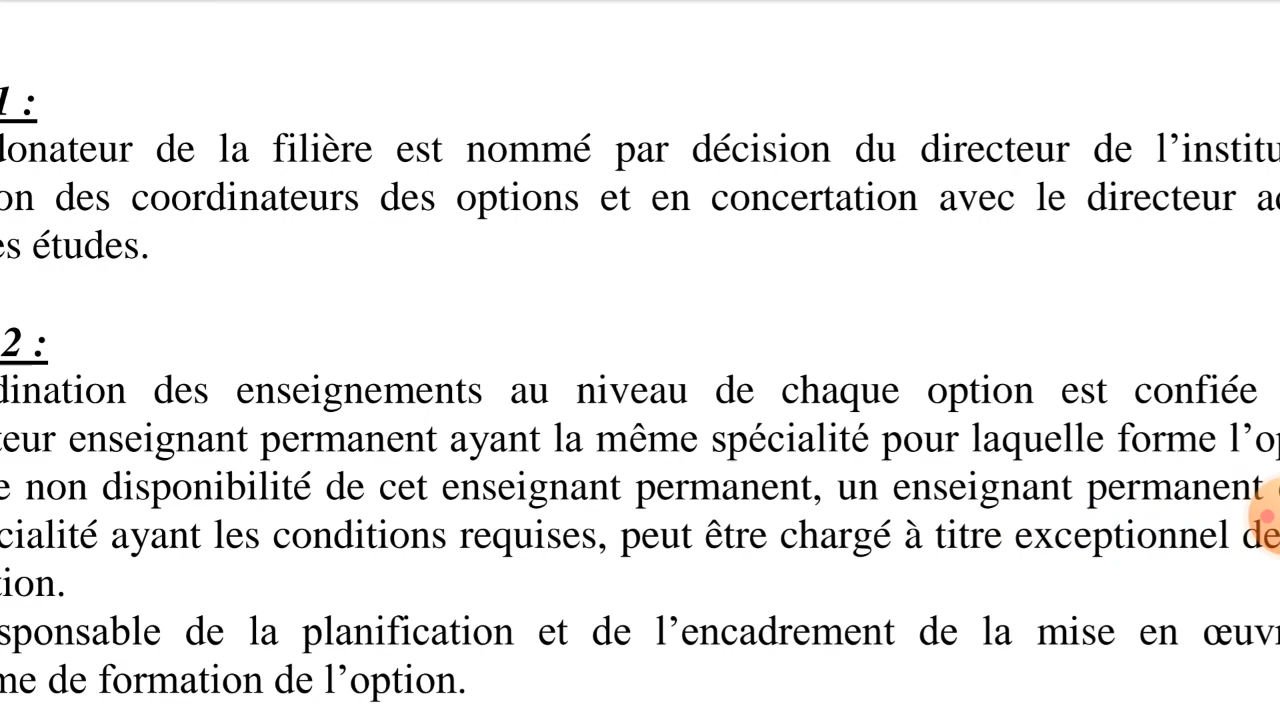 1 :
donateur de la filière est nommé par décision du directeur de l’institu
on des coordinateurs des options et en concertation avec le directeur ad
es études.
2 :
dination des enseignements au niveau de chaque option est confiée
teur enseignant permanent ayant la même spécialité pour laquelle forme l’op
e non disponibilité de cet enseignant permanent, un enseignant permanent
cialité ayant les conditions requises, peut être chargé à titre exceptionnel de
tion.
sponsable de la planification et de l’encadrement de la mise en œuvr
me de formation de l’option.